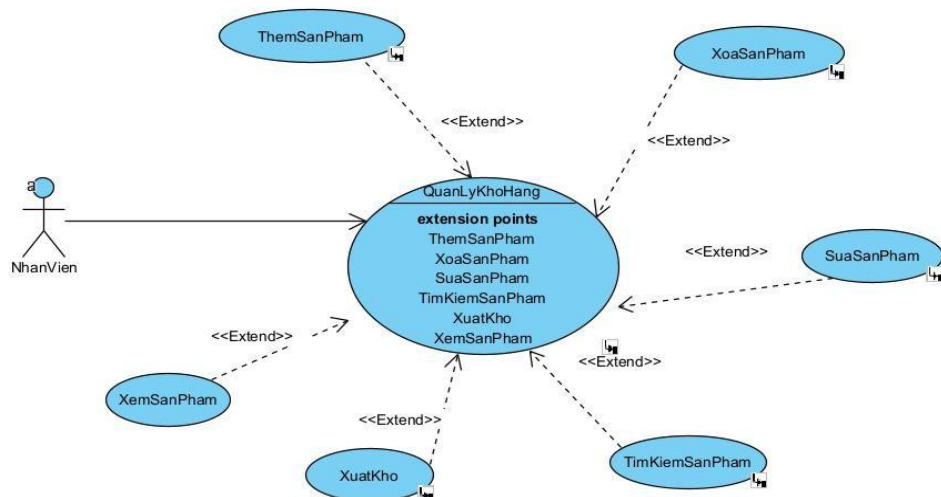 ThemSanPham
XoaSanPham
<<Extend>>
<<Extend>>
a
NhanVien
QuanLyKhoHang
extension points
ThemSanPham
XoaSanPham
SuaSanPham
TimKiemSanPham
XuatKho
XemSanPham
<<Extend>>
SuaSanPham
<<Extend>>
XemSanPham
<<Extend>>
XuatKho
<<Extend>>
TimKiemSanPham